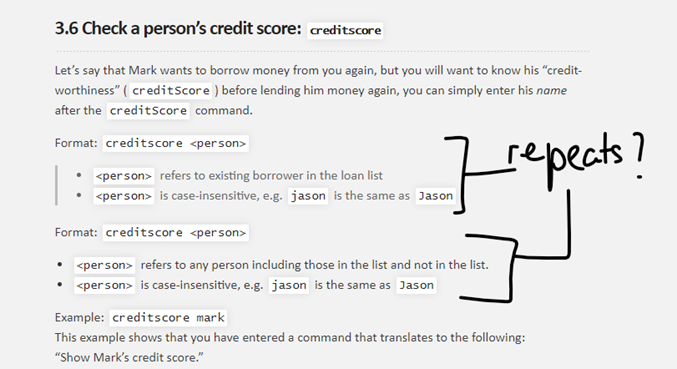 3.6 Check a person’s credit score: creditscore
Let’s say that Mark wants to borrow money from you again, but you will want to know his “credit-
worthiness” ( creditScore ) before lending him money again, you can simply enter his name
after the creditScore command.
Format: creditscore <person>
• <person> refers to existing borrower in the loan list
• <person> is case-insensitive, e.g. jason is the same as Jason
repeats?
Format: creditscore <person>
• <person> refers to any person including those in the list and not in the list.
• <person> is case-insensitive, e.g. jason is the same as Jason
Example: creditscore mark
This example shows that you have entered a command that translates to the following:
“Show Mark’s credit score.”